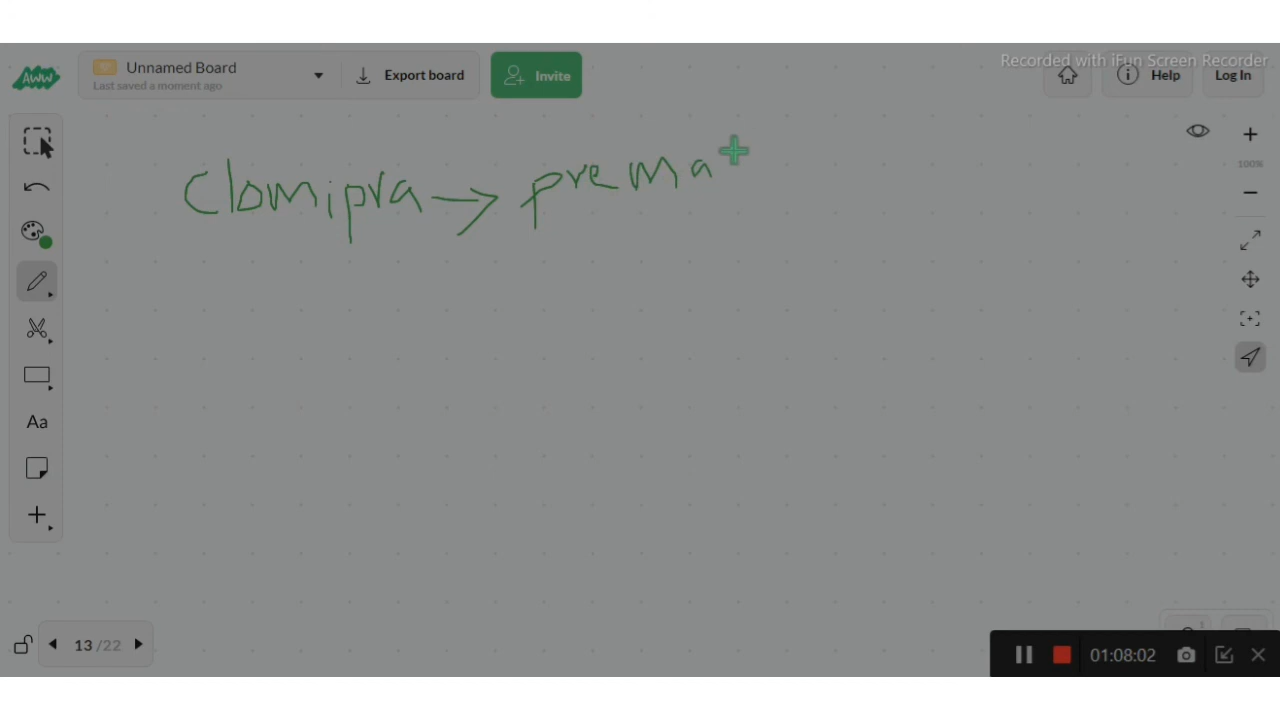 Recorded with iFun Screen Recorder
AWW
Unnamed Board
Last saved a moment ago
Export board
Invite
Help
Log In
100%
Clomipra → prema
Aa
13 /22
01:08:02